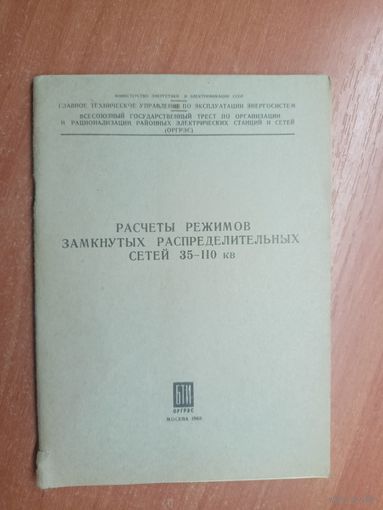 МИНИСТЕРСТВО ЭНЕРГЕТИКИ И ЭЛЕКТРИФИКАЦИИ СССР
ГЛАВНОЕ ТЕХНИЧЕСКОЕ УПРАВЛЕНИЕ ПО ЭКСПЛУАТАЦИИ ЭНЕРГОСИСТЕМ
ВСЕСОЮЗНЫЙ ГОСУДАРСТВЕННЫЙ ТРЕСТ ПО ОРГАНИЗАЦИИ
И РАЦИОНАЛИЗАЦИИ РАЙОННЫХ ЭЛЕКТРИЧЕСКИХ СТАНЦИЙ И СЕТЕЙ
(ОРГРЭС)
РАСЧЕТЫ РЕЖИМОВ
ЗАМКНУТЫХ РАСПРЕДЕЛИТЕЛЬНЫХ
СЕТЕЙ 35-110 кв
БТИ
ОРГРЭС
МОСКВА